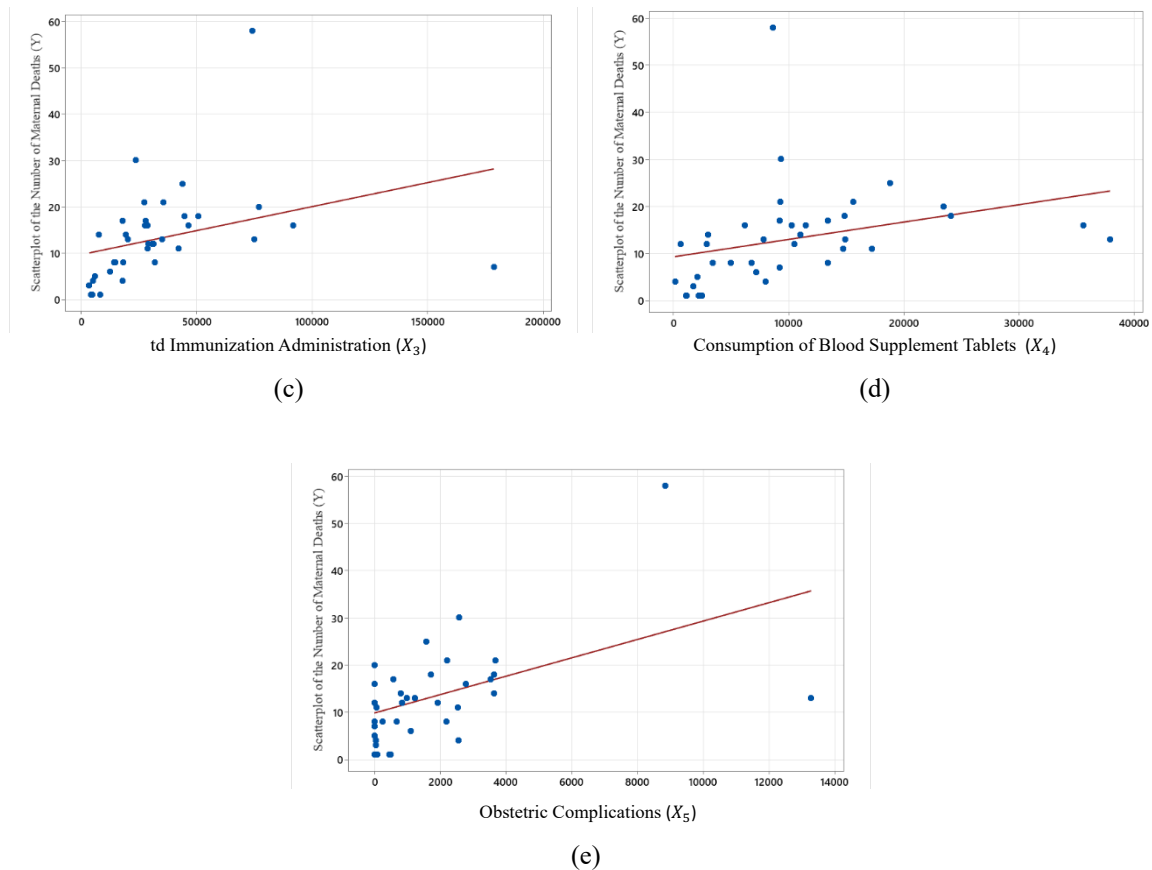 Scatterplot of the Number of Maternal Deaths (Y)
60
50
40
30
20
10
0
0 50000 100000 150000 200000
td Immunization Administration (X₃)
(c)
Scatterplot of the Number of Maternal Deaths (Y)
60
50
40
30
20
10
0
0 10000 20000 30000 40000
Consumption of Blood Supplement Tablets (X₄)
(d)
Scatterplot of the Number of Maternal Deaths (Y)
60
50
40
30
20
10
0
0 2000 4000 6000 8000 10000 12000 14000
Obstetric Complications (X₅)
(e)